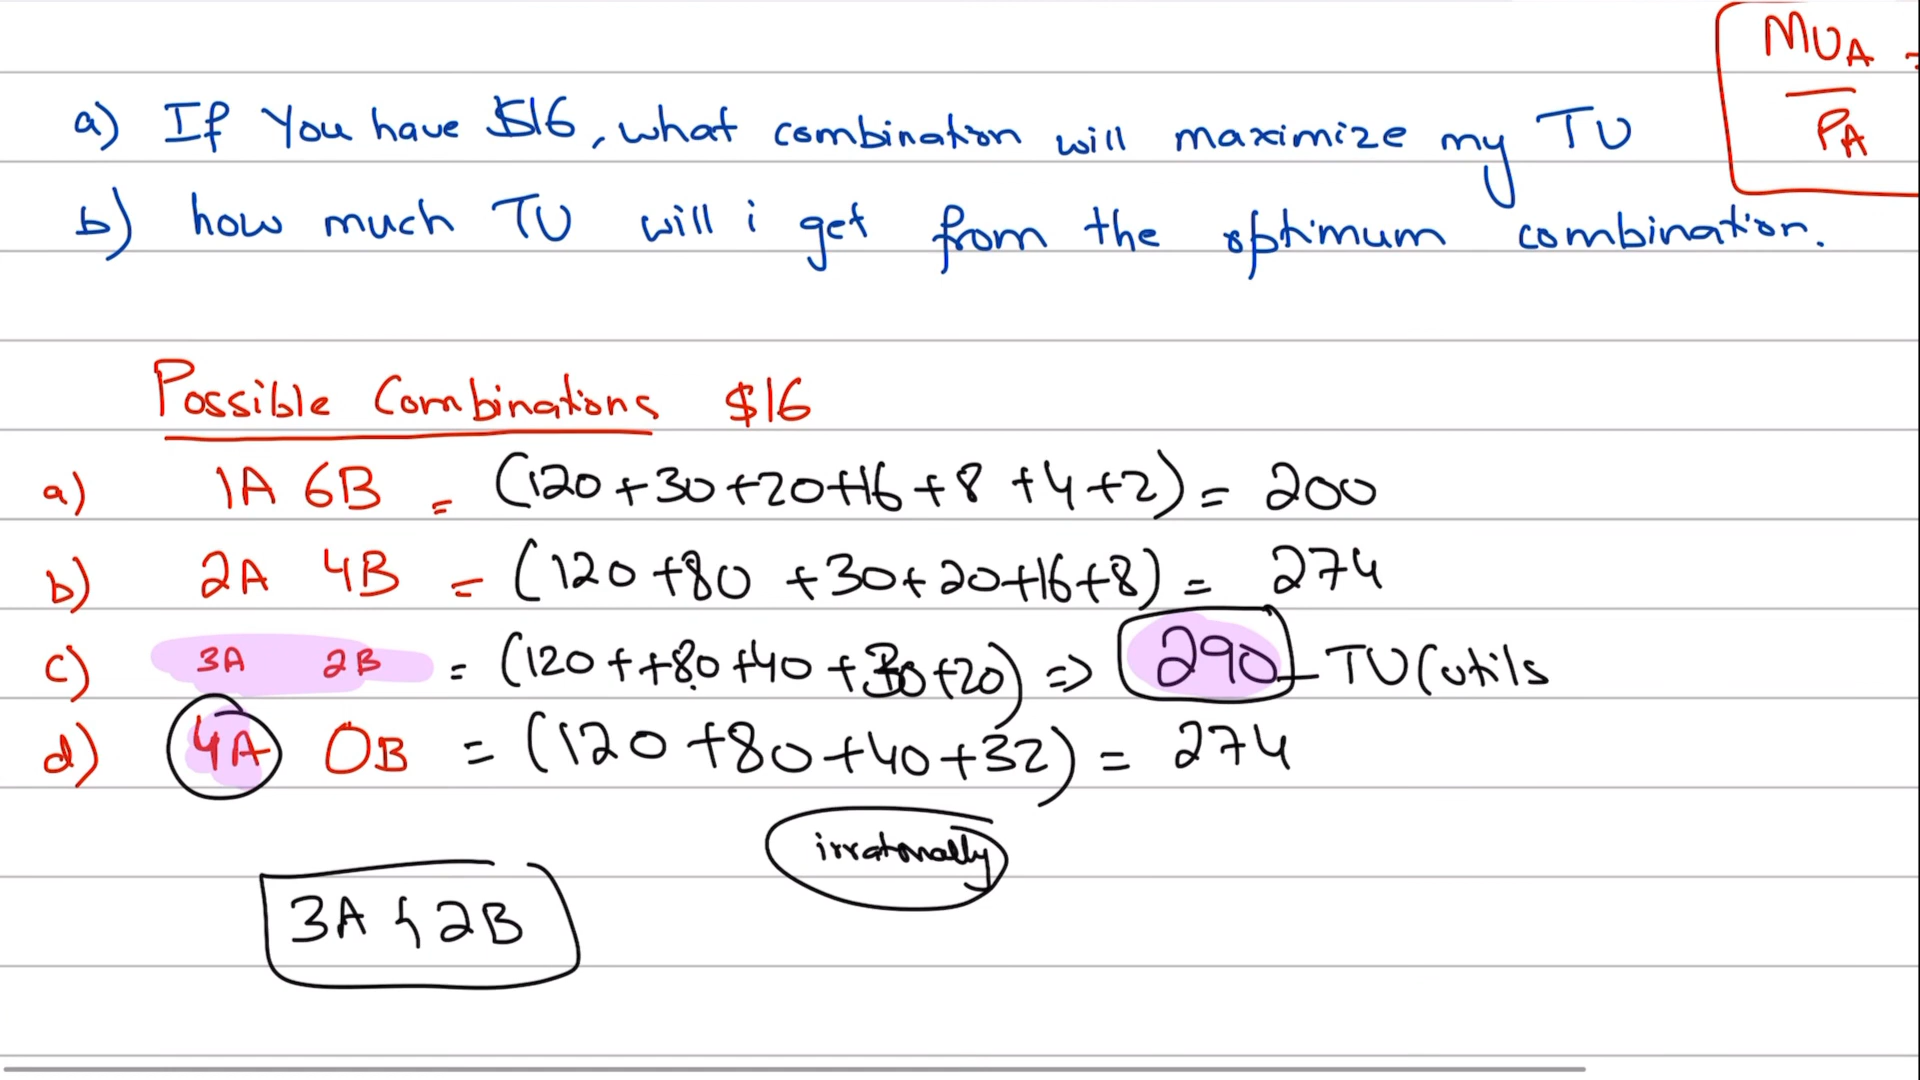 MUA
PA
a) If You have $16, what combination will maximize my TU
b) how much TU will i get from the optimum combination.
Possible Combinations $16
a) 1A 6B = (120+30+20+16+8+4+2) = 200
b) 2A 4B = (120+80+30+20+16+8) = 274
c) 3A 2B = (120++80+40+30+20) => 290 - TU (utils
d) 4A 0B = (120+80+40+32) = 274
irrationally
3A & 2B